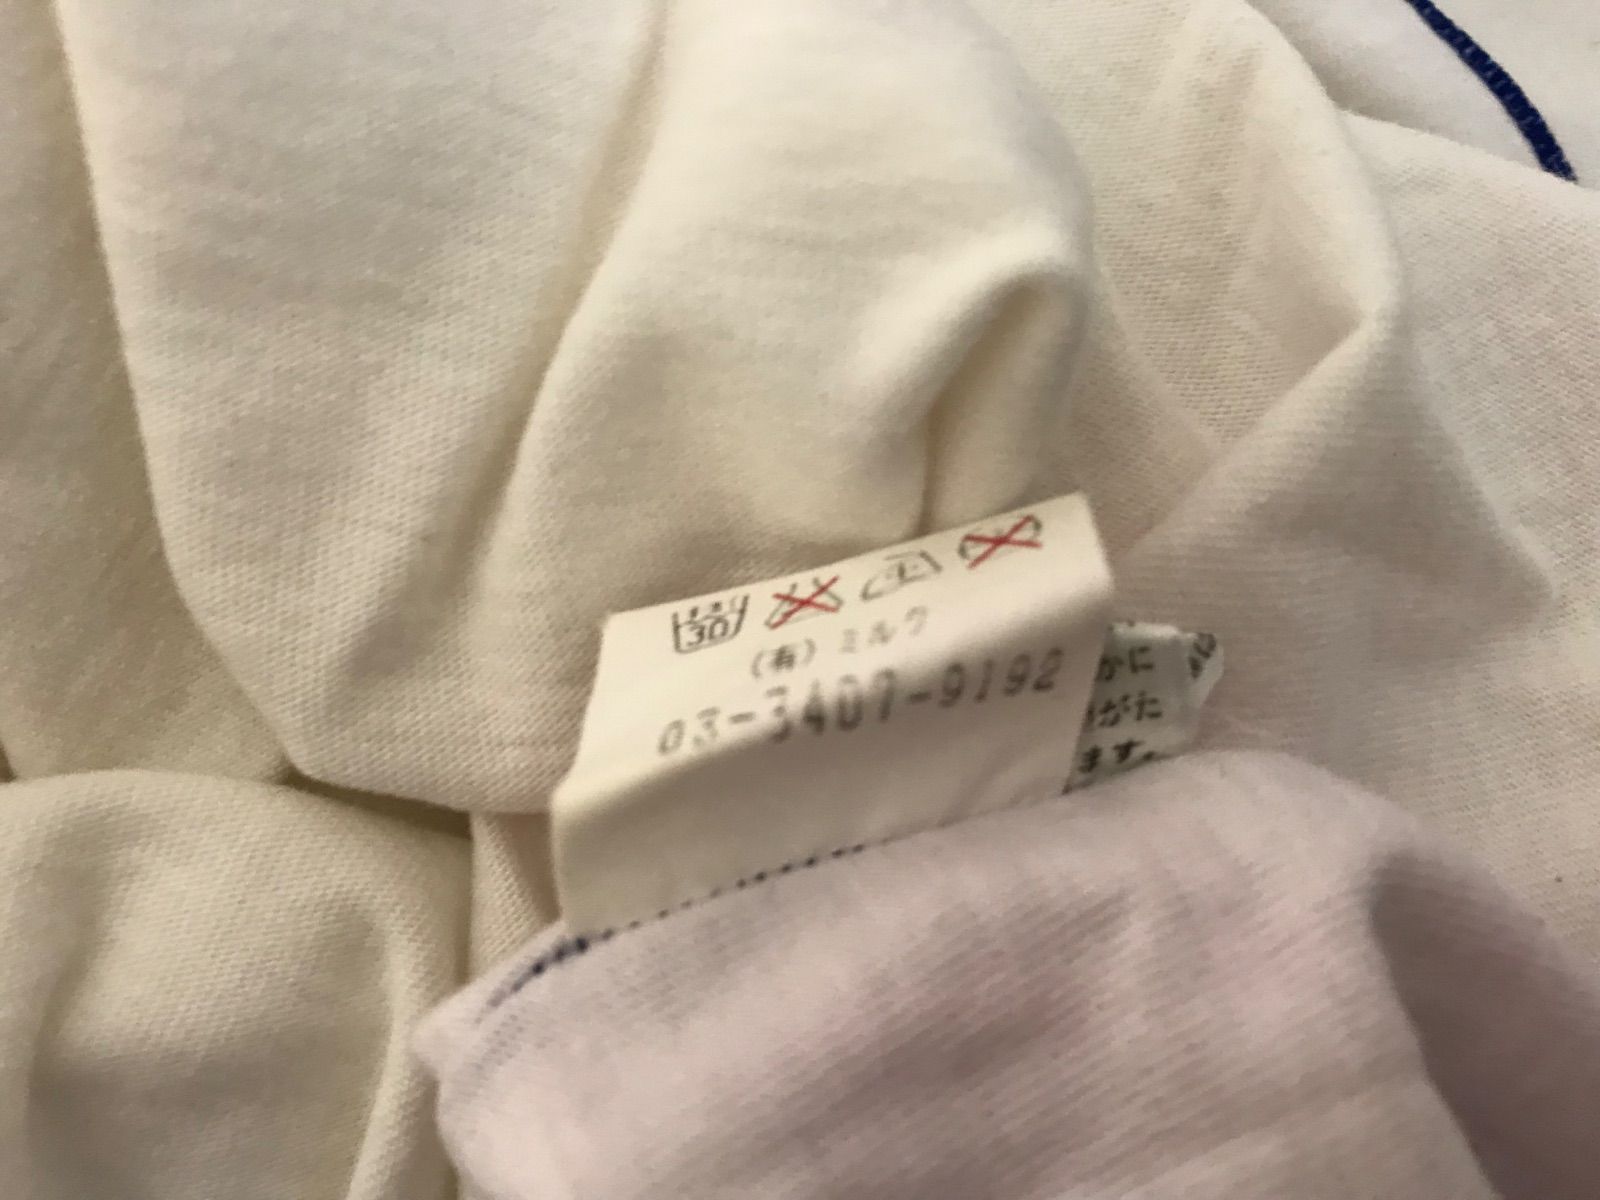 30
(有) ミルク
03-3407-9192
かに
がた
ます。